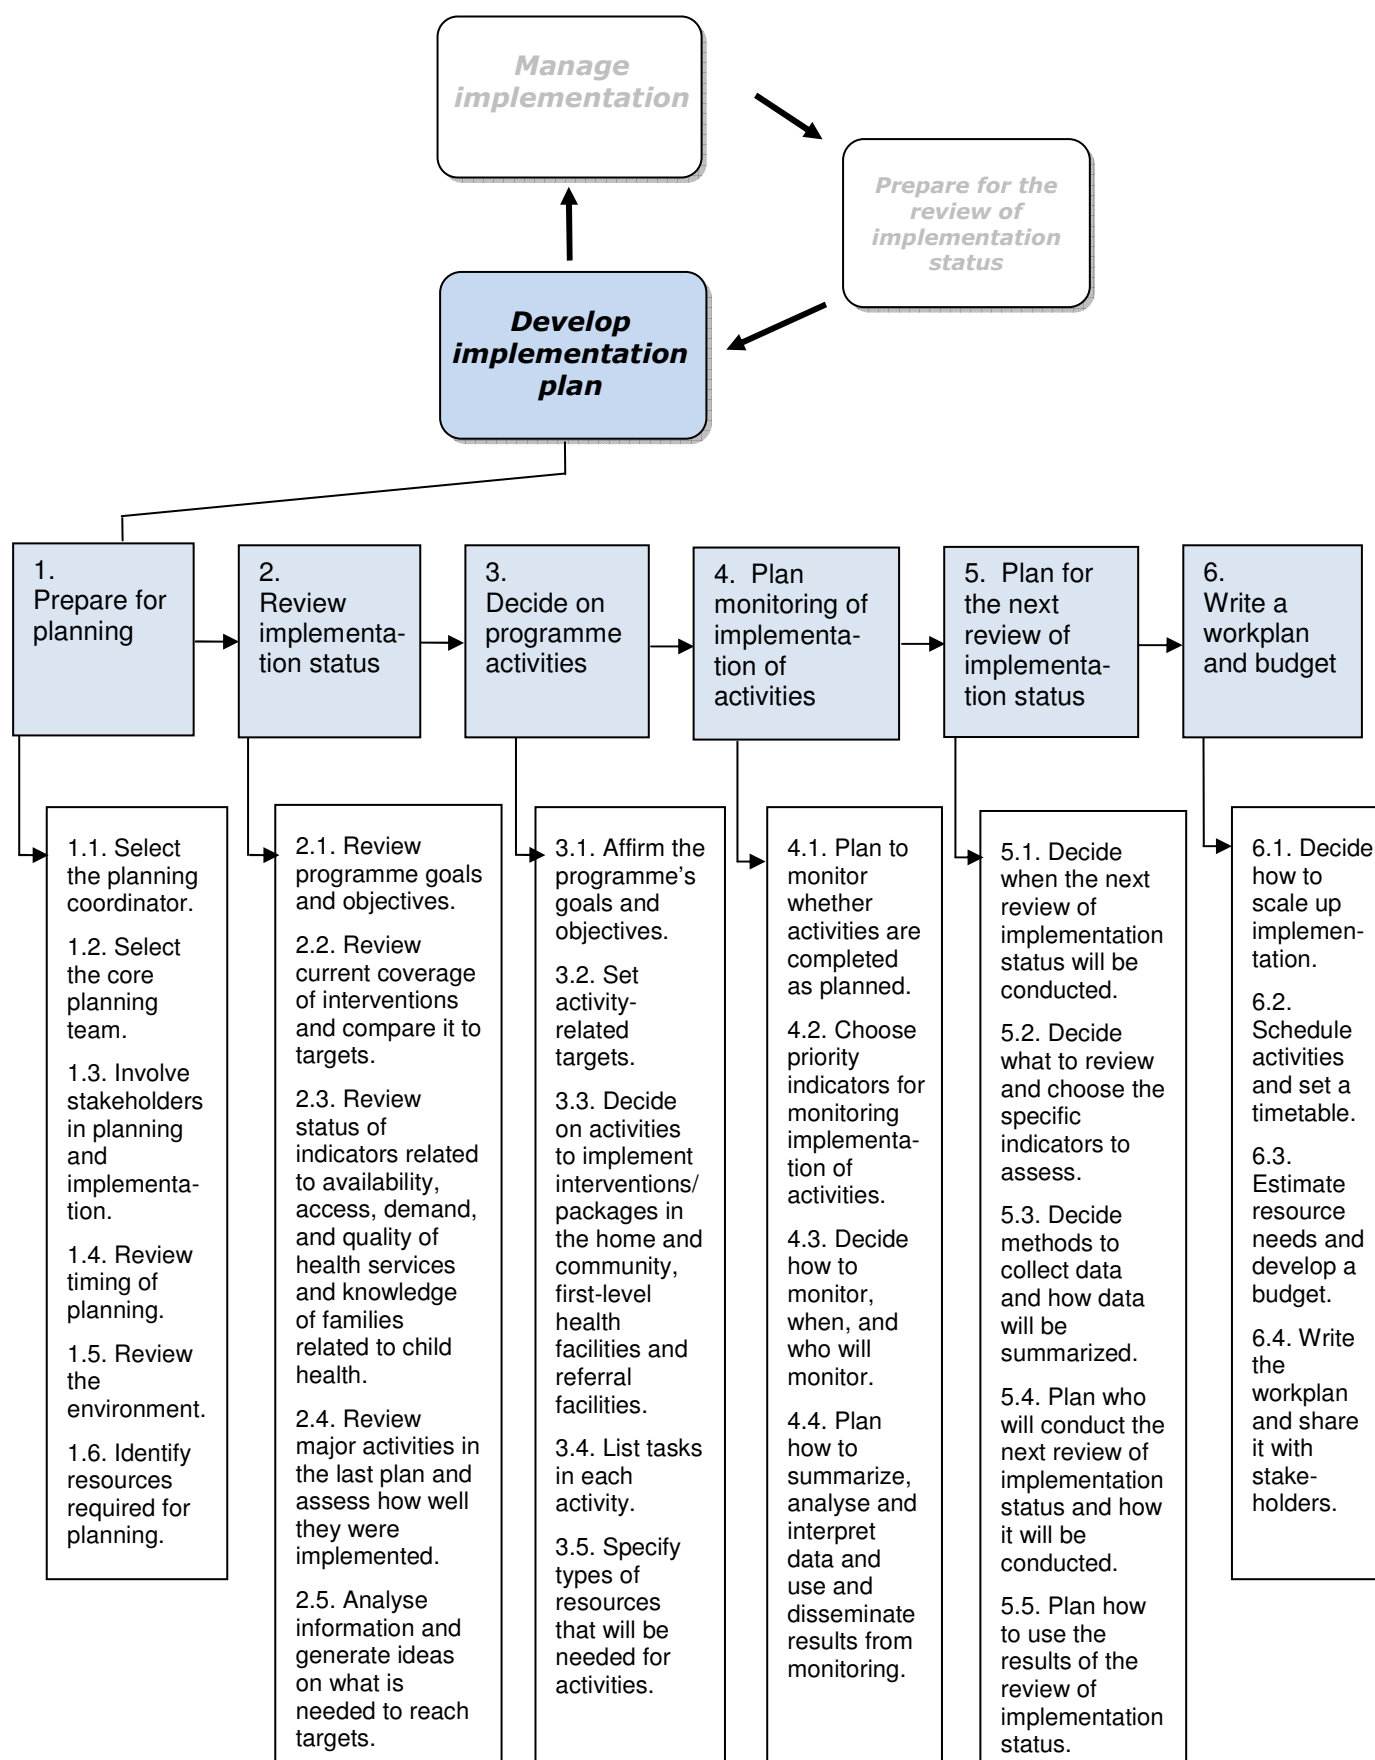 Manage
implementation
Prepare for the
review of
implementation
status
Develop
implementation
plan
1.
Prepare for
planning
2.
Review
implementa-
tion status
3.
Decide on
programme
activities
4.  Plan
monitoring of
implementa-
tion of
activities
5.  Plan for
the next
review of
implementa-
tion status
6.
Write a
workplan
and budget
1.1. Select
the planning
coordinator.
1.2. Select
the core
planning
team.
1.3. Involve
stakeholders
in planning
and
implementa-
tion.
1.4. Review
timing of
planning.
1.5. Review
the
environment.
1.6. Identify
resources
required for
planning.
2.1. Review
programme goals
and objectives.
2.2. Review
current coverage
of interventions
and compare it to
targets.
2.3. Review
status of
indicators related
to availability,
access, demand,
and quality of
health services
and knowledge
of families
related to child
health.
2.4. Review
major activities in
the last plan and
assess how well
they were
implemented.
2.5. Analyse
information and
generate ideas
on what is
needed to reach
targets.
3.1. Affirm the
programme's
goals and
objectives.
3.2. Set
activity-
related
targets.
3.3. Decide
on activities
to implement
interventions/
packages in
the home and
community,
first-level
health
facilities and
referral
facilities.
3.4. List tasks
in each
activity.
3.5. Specify
types of
resources
that will be
needed for
activities.
4.1. Plan to
monitor
whether
activities are
completed
as planned.
4.2. Choose
priority
indicators for
monitoring
implementa-
tion of
activities.
4.3. Decide
how to
monitor,
when, and
who will
monitor.
4.4. Plan
how to
summarize,
analyse and
interpret
data and
use and
disseminate
results from
monitoring.
5.1. Decide
when the next
review of
implementation
status will be
conducted.
5.2. Decide
what to review
and choose the
specific
indicators to
assess.
5.3. Decide
methods to
collect data
and how data
will be
summarized.
5.4. Plan who
will conduct the
next review of
implementation
status and how
it will be
conducted.
5.5. Plan how
to use the
results of the
review of
implementation
status.
6.1. Decide
how to
scale up
implemen-
tation.
6.2.
Schedule
activities
and set a
timetable.
6.3.
Estimate
resource
needs and
develop a
budget.
6.4. Write
the
workplan
and share
it with
stake-
holders.